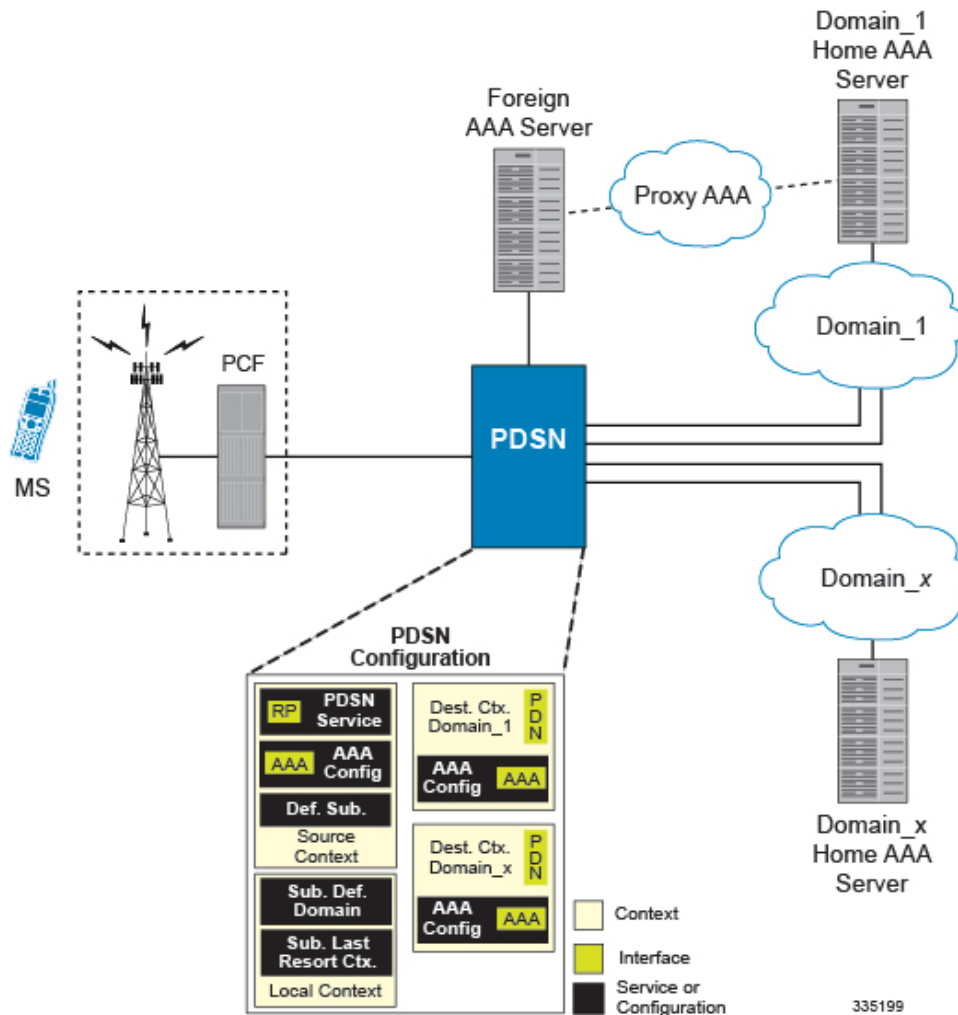 Domain_1
Home AAA
Server
Foreign
AAA Server
Proxy AAA
Domain_1
PCF
MS
PDSN
Domain_x
Domain_x
Home AAA
Server
PDSN
Configuration
RP
PDSN
Service
AAA
AAA
Config
Def. Sub.
Source
Context
Sub. Def.
Domain
Sub. Last
Resort Ctx.
Local Context
Dest. Ctx.
Domain_1
PDN
AAA
Config
AAA
Dest. Ctx.
Domain_x
PDN
AAA
Config
AAA
Context
Interface
Service or
Configuration
335199